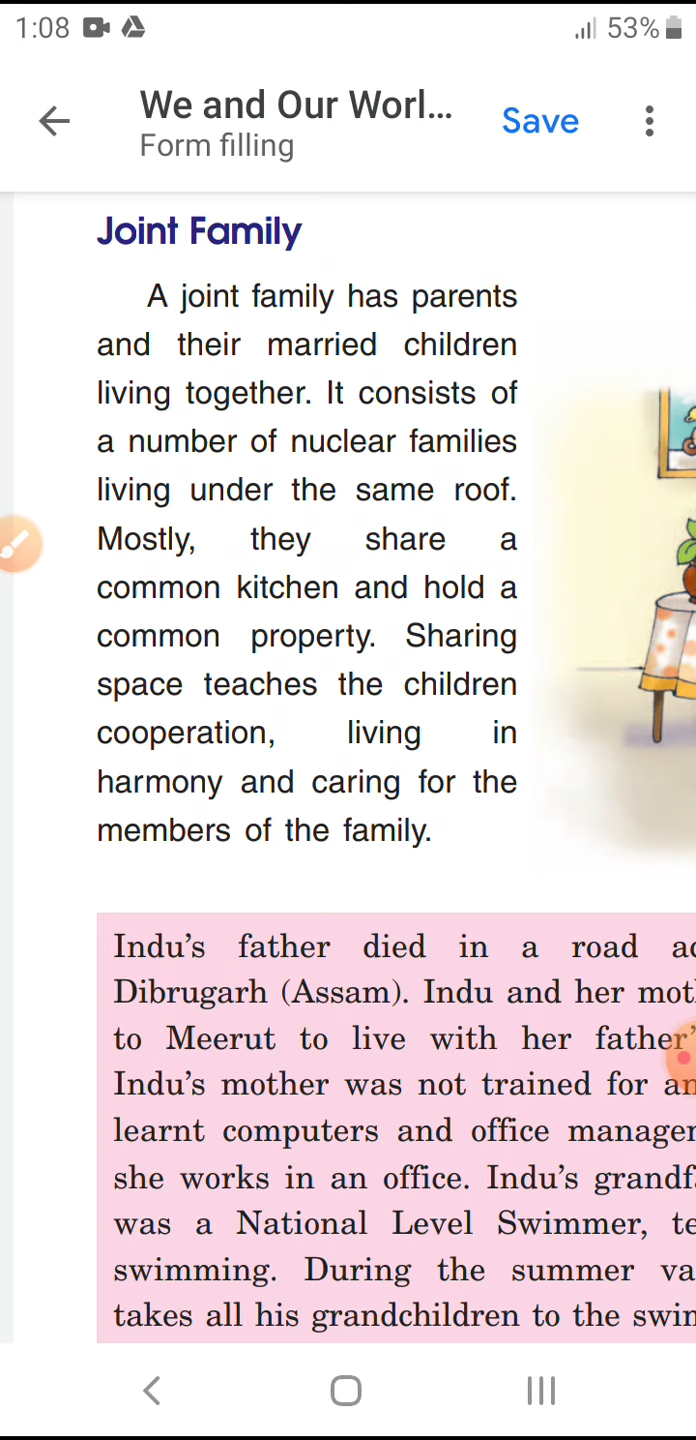 1:08
53%
We and Our Worl...
Save
Form filling
Joint Family
A joint family has parents
and their married children
living together. It consists of
a number of nuclear families
living under the same roof.
Mostly, they share a
common kitchen and hold a
common property. Sharing
space teaches the children
cooperation, living in
harmony and caring for the
members of the family.
Indu's father died in a road
Dibrugarh (Assam). Indu and her
to Meerut to live with her father'
Indu's mother was not trained for
learnt computers and office
she works in an office. Indu's
was a National Level Swimmer,
swimming. During the summer
takes all his grandchildren to the